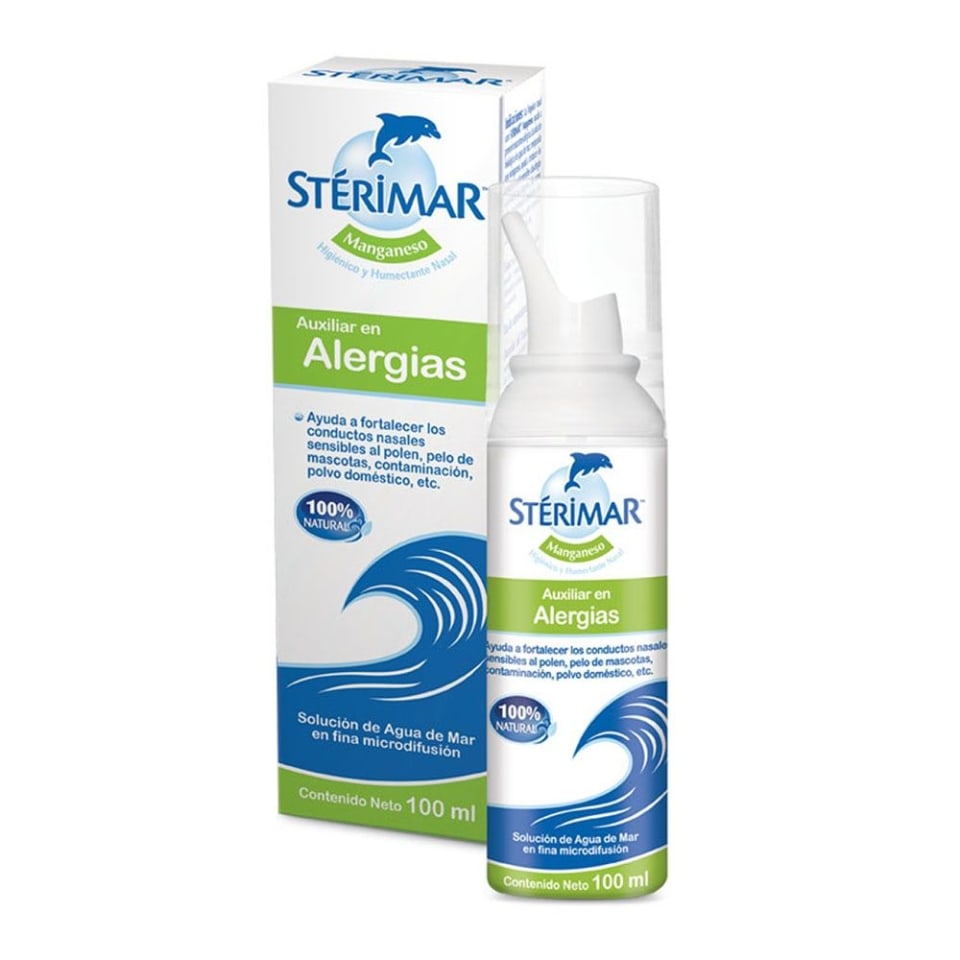 STÉRIMAR
STÉRIMAR™
Manganeso
Higiénico y Humectante Nasal
Auxiliar en
Alergias
Ayuda a fortalecer los
conductos nasales
sensibles al polen, pelo de
mascotas, contaminación,
polvo doméstico, etc.
100%
NATURAL
Solución de Agua de Mar
en fina microdifusión
Contenido Neto 100 ml
STÉRIMAR™
Manganeso
Higiénico y Humectante Nasal
Auxiliar en
Alergias
Ayuda a fortalecer los conductos nasale
sensibles al polen, pelo de mascotas,
contaminación, polvo doméstico, etc.
100%
NATURAL
Solución de Agua de Mar
en fina microdifusión
Contenido Neto 100 ml